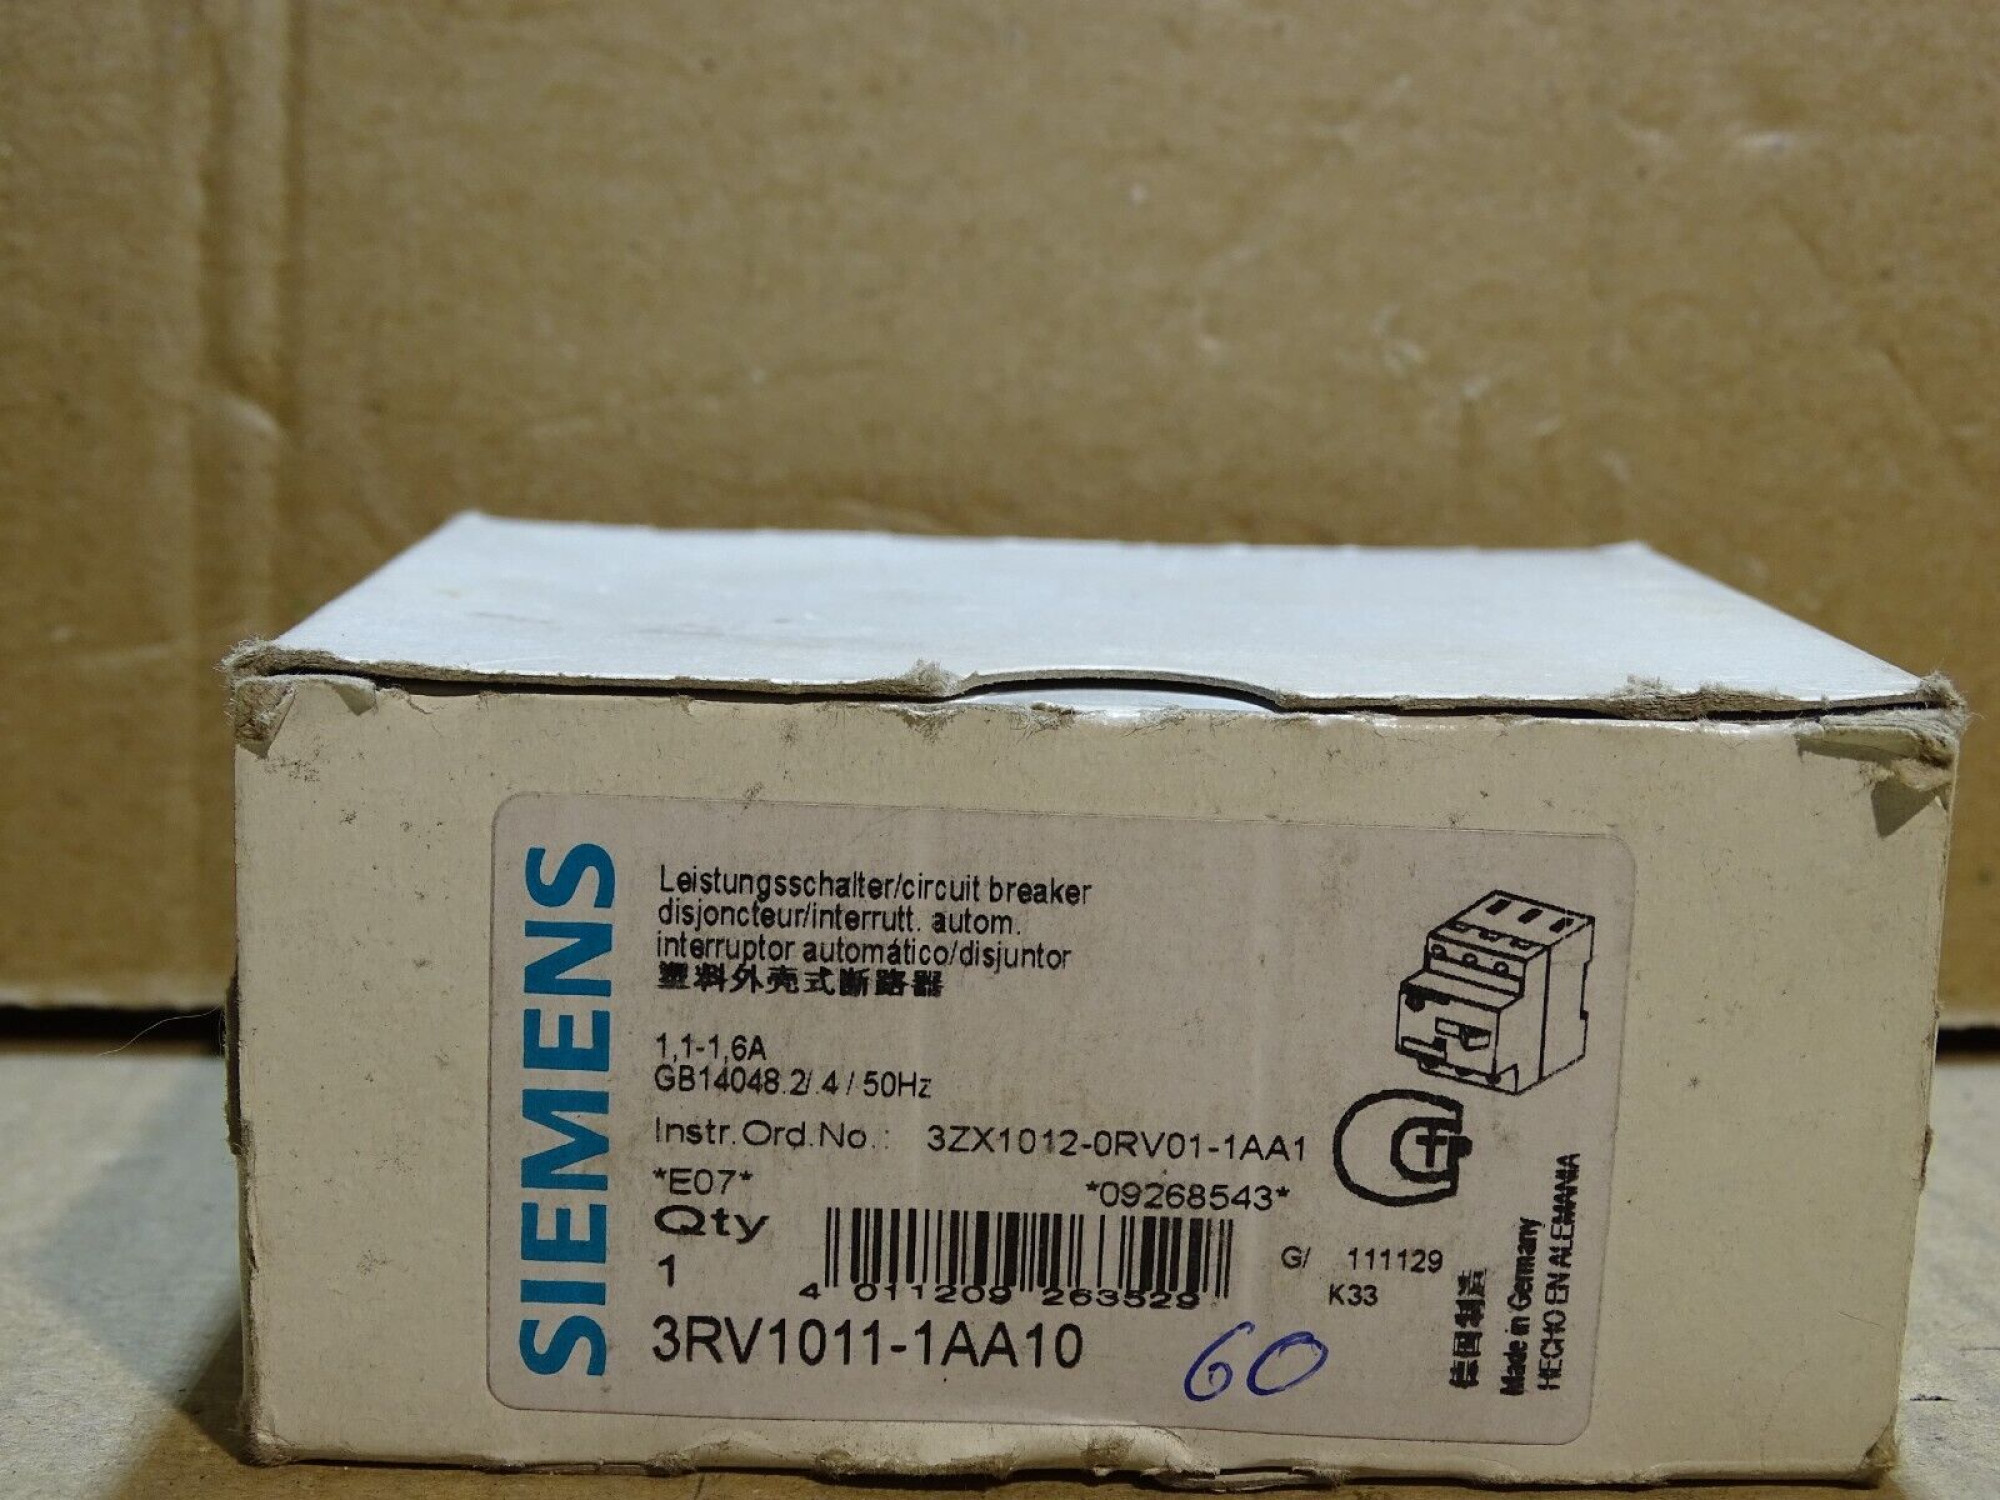 SIEMENS
Leistungsschalter/circuit breaker
disjoncteur/interrutt. autom.
interruptor automático/disjuntor
塑料外壳式断路器
1,1-1,6A
GB14048.2/.4 / 50Hz
Instr.Ord.No.: 3ZX1012-0RV01-1AA1
*E07* *09268543*
Qty
1
4 011209 263529
G/ 111129
K33
3RV1011-1AA10
60
德国制造
Made in Germany
HECHO EN ALEMANIA